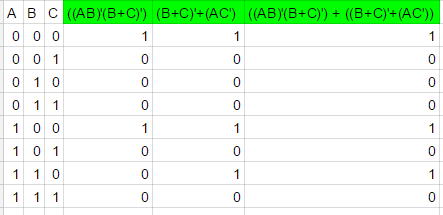 A B C ((AB)'(B+C)') (B+C)'+(AC') ((AB)'(B+C)') + ((B+C)'+(AC'))
0 0 0 1 1 1
0 0 1 0 0 0
0 1 0 0 0 0
0 1 1 0 0 0
1 0 0 1 1 1
1 0 1 0 0 0
1 1 0 0 1 1
1 1 1 0 0 0